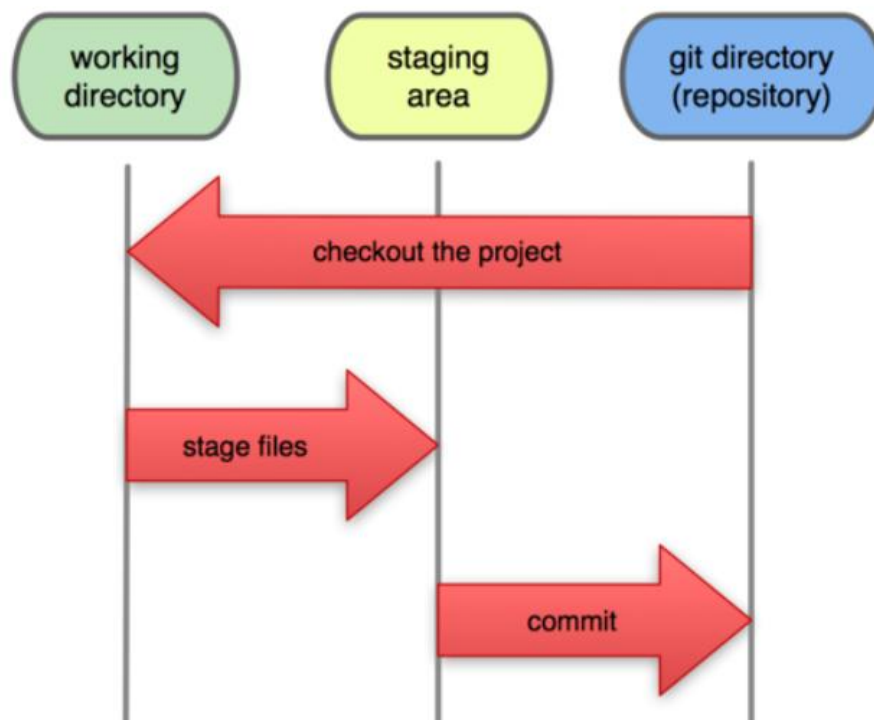 working
directory
staging
area
git directory
(repository)
checkout the project
stage files
commit